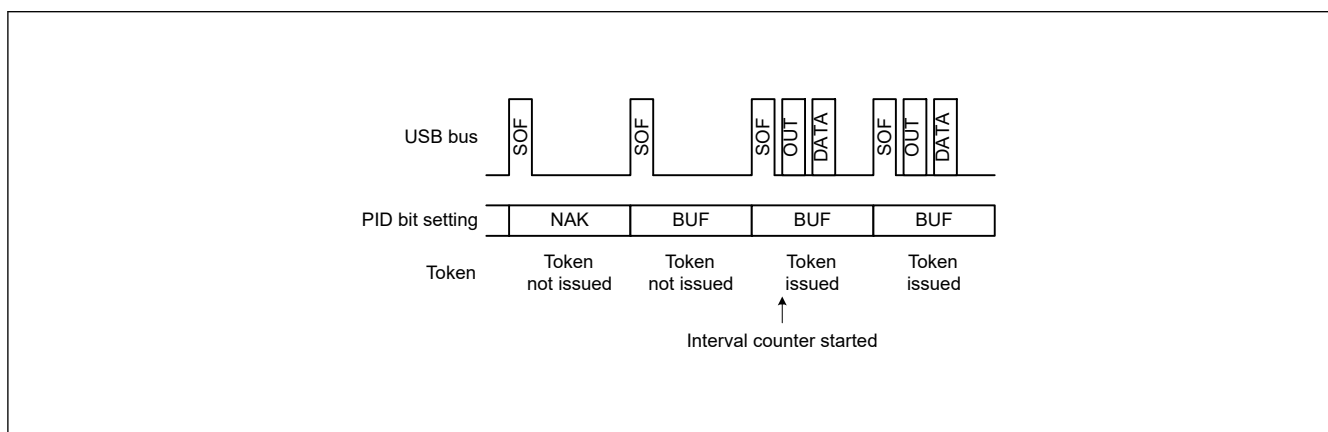 USB bus
SOF
SOF
SOF
OUT
DATA
SOF
OUT
DATA
PID bit setting
NAK
BUF
BUF
BUF
Token
Token
not issued
Token
not issued
Token
issued
Token
issued
Interval counter started